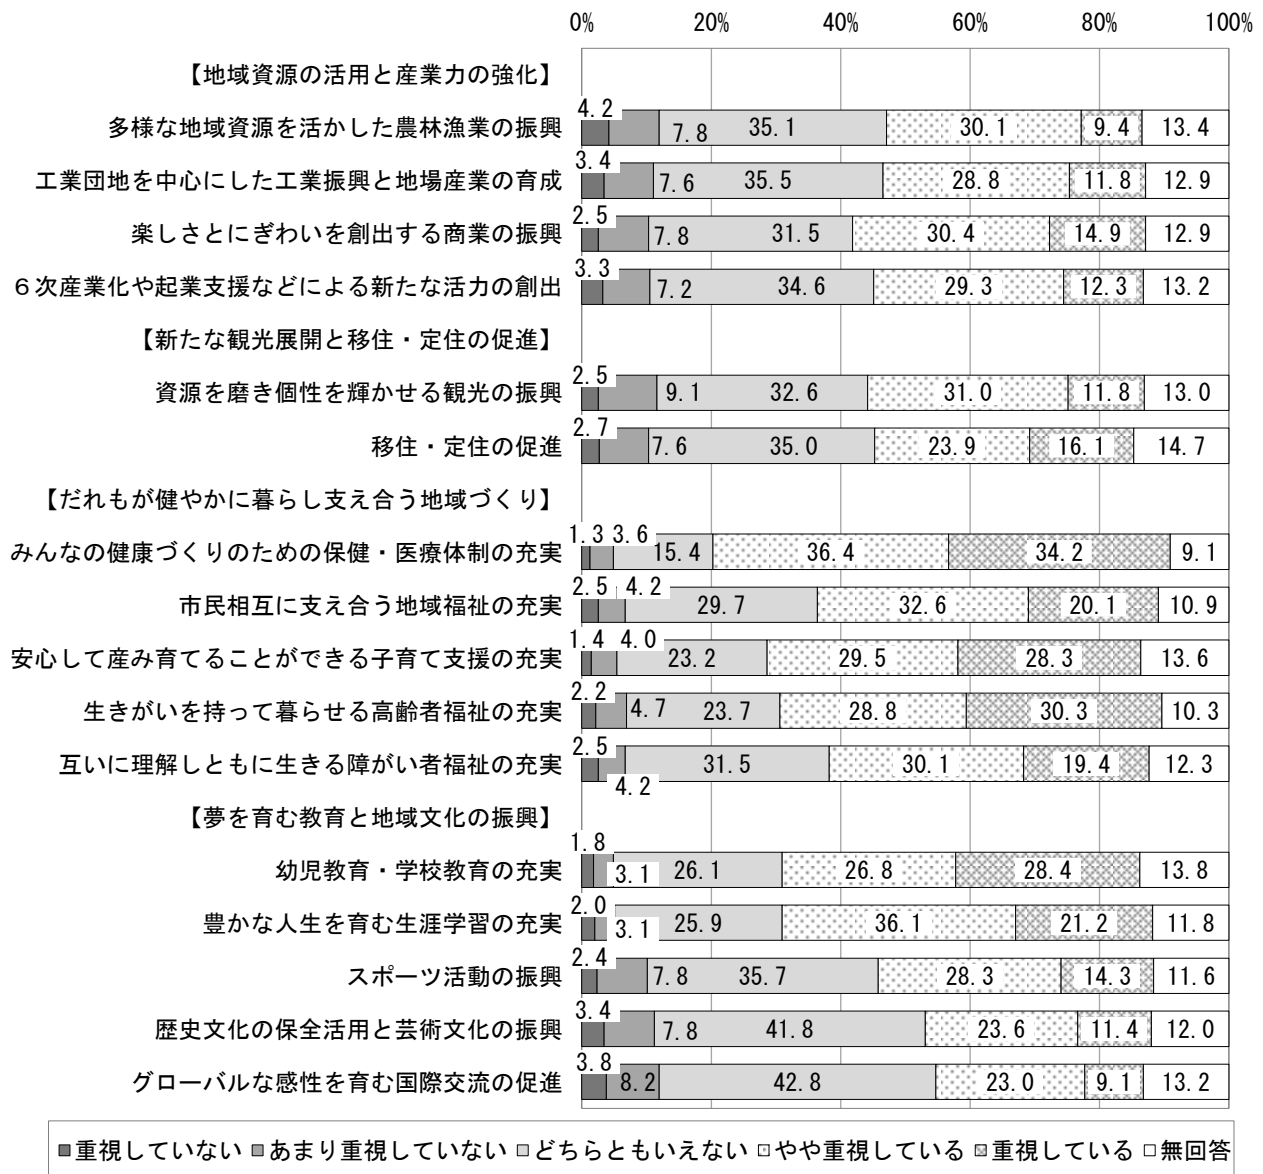 0% 20% 40% 60% 80% 100%
【地域資源の活用と産業力の強化】
多様な地域資源を活かした農林漁業の振興 4.2 7.8 35.1 30.1 9.4 13.4
工業団地を中心にした工業振興と地場産業の育成 3.4 7.6 35.5 28.8 11.8 12.9
楽しさとにぎわいを創出する商業の振興 2.5 7.8 31.5 30.4 14.9 12.9
６次産業化や起業支援などによる新たな活力の創出 3.3 7.2 34.6 29.3 12.3 13.2
【新たな観光展開と移住・定住の促進】
資源を磨き個性を輝かせる観光の振興 2.5 9.1 32.6 31.0 11.8 13.0
移住・定住の促進 2.7 7.6 35.0 23.9 16.1 14.7
【だれもが健やかに暮らし支え合う地域づくり】
みんなの健康づくりのための保健・医療体制の充実 1.3 3.6 15.4 36.4 34.2 9.1
市民相互に支え合う地域福祉の充実 2.5 4.2 29.7 32.6 20.1 10.9
安心して産み育てることができる子育て支援の充実 1.4 4.0 23.2 29.5 28.3 13.6
生きがいを持って暮らせる高齢者福祉の充実 2.2 4.7 23.7 28.8 30.3 10.3
互いに理解しともに生きる障がい者福祉の充実 2.5 4.2 31.5 30.1 19.4 12.3
【夢を育む教育と地域文化の振興】
幼児教育・学校教育の充実 1.8 3.1 26.1 26.8 28.4 13.8
豊かな人生を育む生涯学習の充実 2.0 3.1 25.9 36.1 21.2 11.8
スポーツ活動の振興 2.4 7.8 35.7 28.3 14.3 11.6
歴史文化の保全活用と芸術文化の振興 3.4 7.8 41.8 23.6 11.4 12.0
グローバルな感性を育む国際交流の促進 3.8 8.2 42.8 23.0 9.1 13.2
重視していない あまり重視していない どちらともいえない やや重視している 重視している 無回答